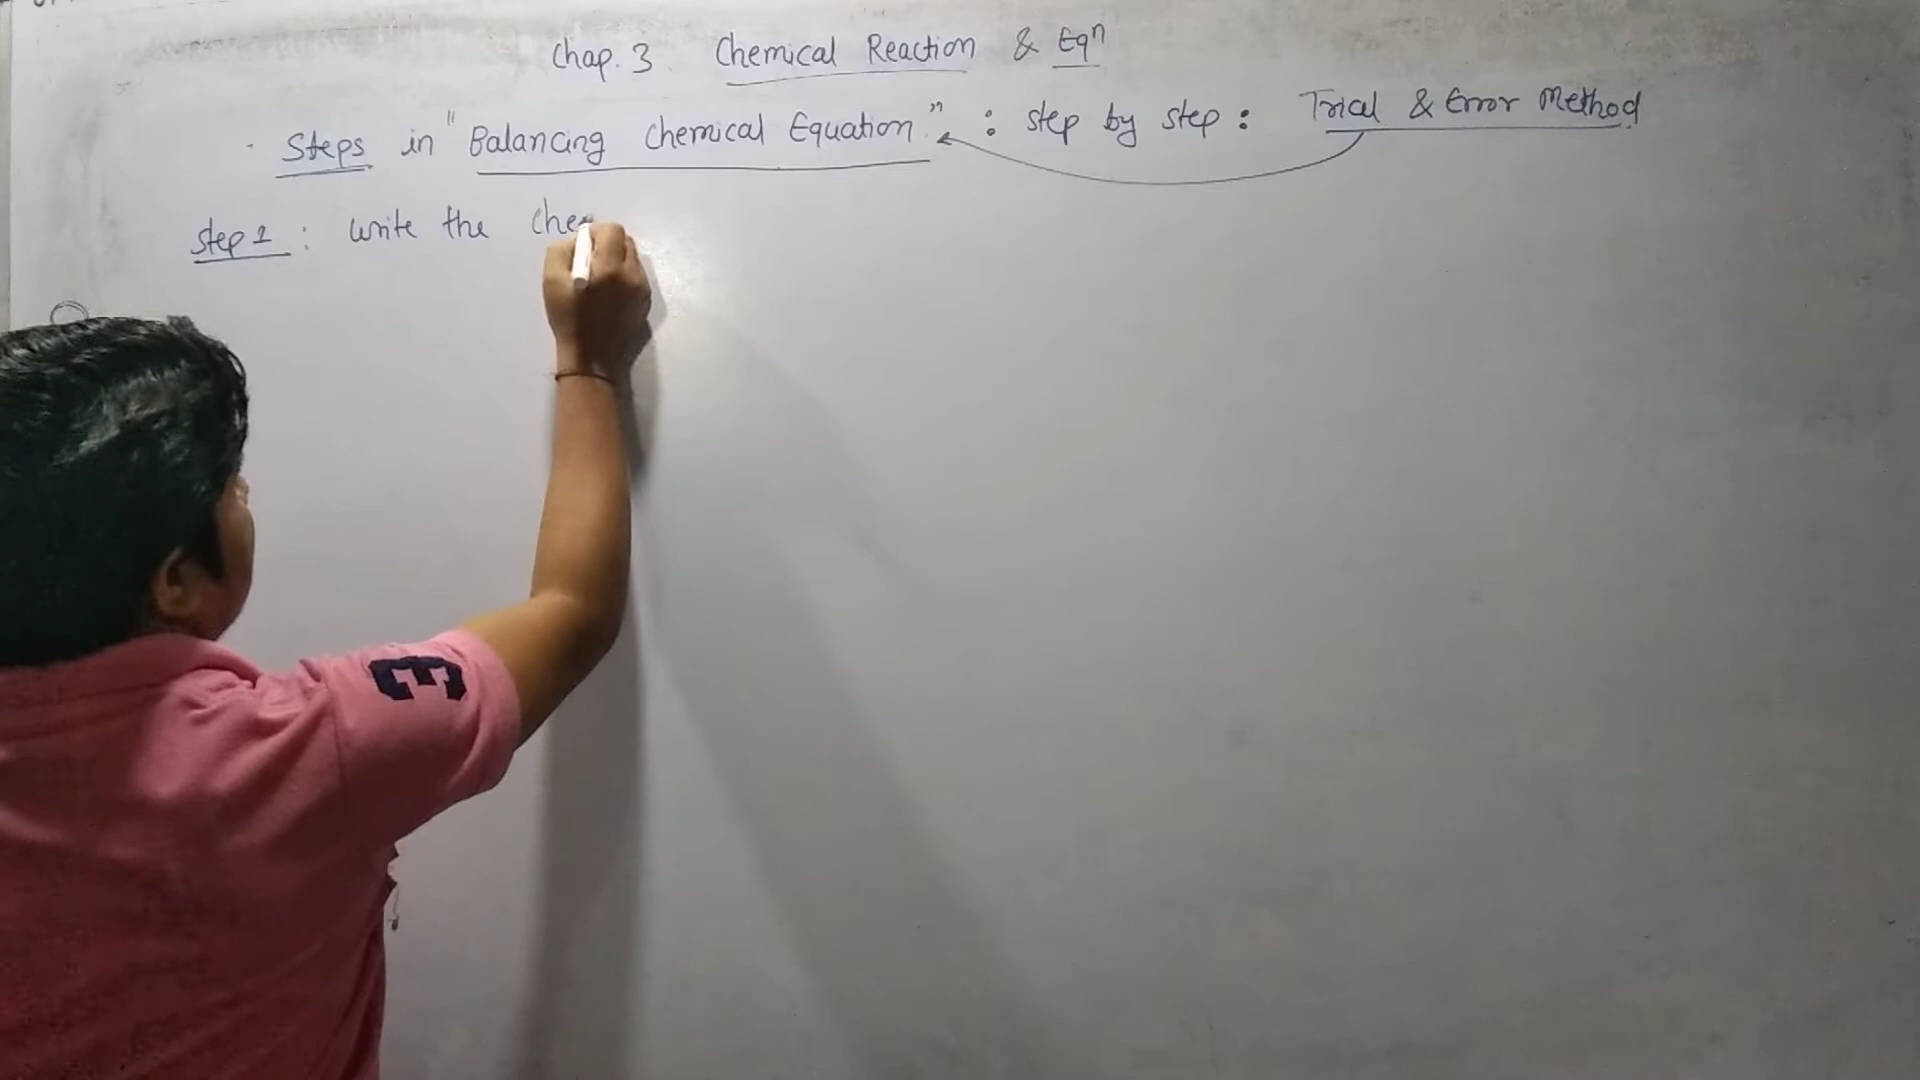 Chap. 3 Chemical Reaction & Eqⁿ
Steps in "Balancing Chemical Equation." : step by step : Trial & Error Method
Step 1 : Write the Che
E